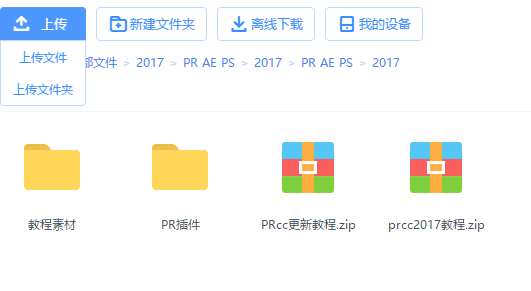 上传 新建文件夹 离线下载 我的设备
上传文件
部文件 > 2017 > PR AE PS > 2017 > PR AE PS > 2017
上传文件夹
教程素材 PR插件 PRcc更新教程.zip prcc2017教程.zip